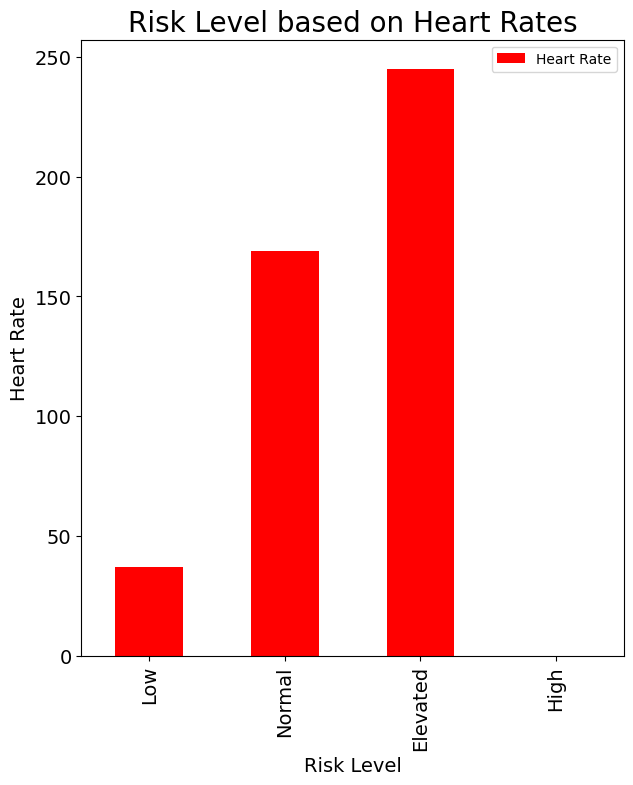 Risk Level based on Heart Rates
Heart Rate
250
200
150
100
50
0
Heart Rate
Low
Normal
Elevated
High
Risk Level